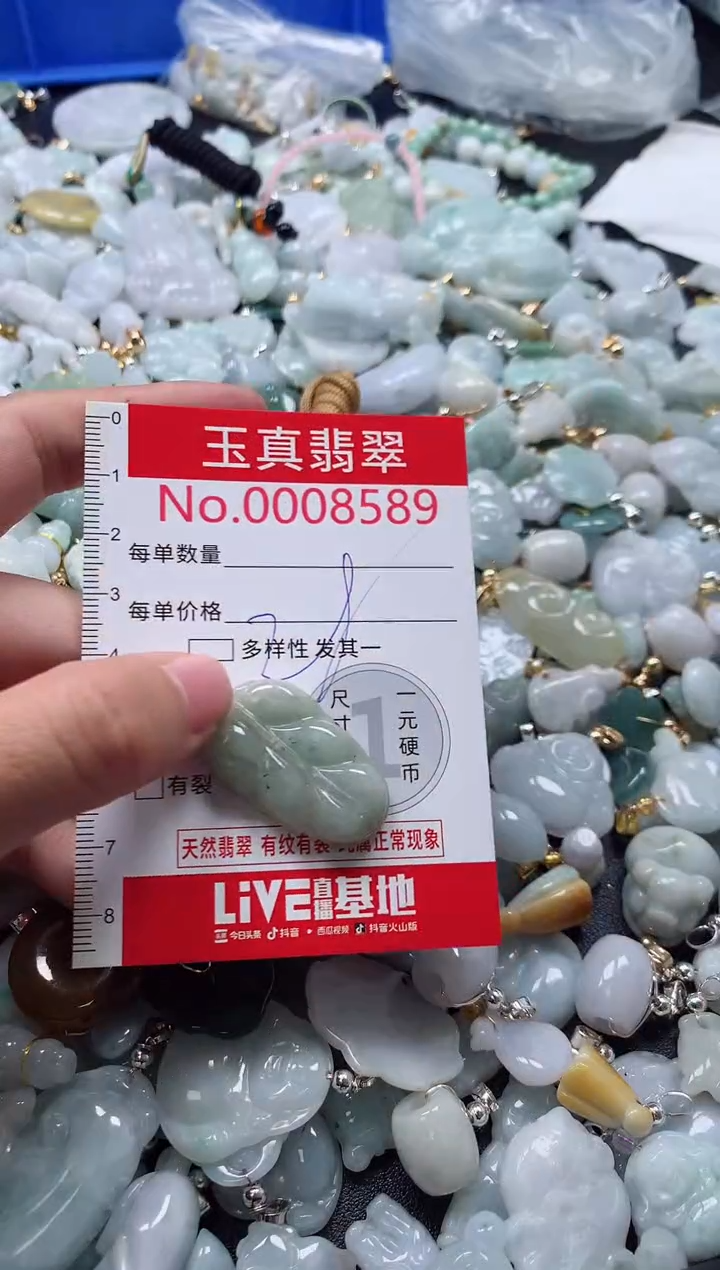 玉真翡翠
No.0008589
0
1
2
3
4
7
8
每单数量
每单价格
多样性 发其一
尺寸
一元硬币
1
有裂
天然翡翠 有纹有裂 属正常现象
LiVE直播基地
今日头条 抖音 西瓜视频 抖音火山版